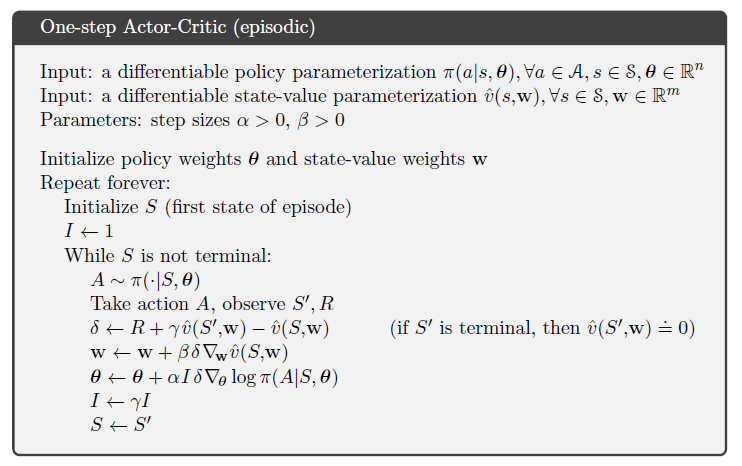 One-step Actor-Critic (episodic)
Input: a differentiable policy parameterization π(a|s, θ), ∀a ∈ 𝒜, s ∈ 𝒮, θ ∈ ℝⁿ
Input: a differentiable state-value parameterization v̂(s,w), ∀s ∈ 𝒮, w ∈ ℝᵐ
Parameters: step sizes α > 0, β > 0
Initialize policy weights θ and state-value weights w
Repeat forever:
Initialize S (first state of episode)
I ← 1
While S is not terminal:
A ∼ π(·|S, θ)
Take action A, observe S′, R
δ ← R + γv̂(S′,w) − v̂(S,w) (if S′ is terminal, then v̂(S′,w) ≐ 0)
w ← w + βδ∇_w v̂(S,w)
θ ← θ + αIδ∇_θ log π(A|S, θ)
I ← γI
S ← S′